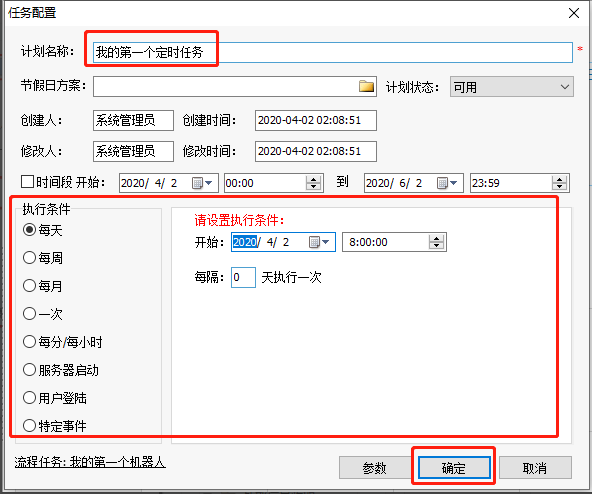 任务配置
计划名称： 我的第一个定时任务 *
节假日方案： 计划状态： 可用
创建人： 系统管理员 创建时间： 2020-04-02 02:08:51
修改人： 系统管理员 修改时间： 2020-04-02 02:08:51
时间段 开始： 2020/ 4/ 2 00:00 到 2020/ 6/ 2 23:59
执行条件
每天
每周
每月
一次
每分/每小时
服务器启动
用户登陆
特定事件
请设置执行条件：
开始： 2020/ 4/ 2 8:00:00
每隔： 0 天执行一次
流程任务: 我的第一个机器人
参数 确定 取消